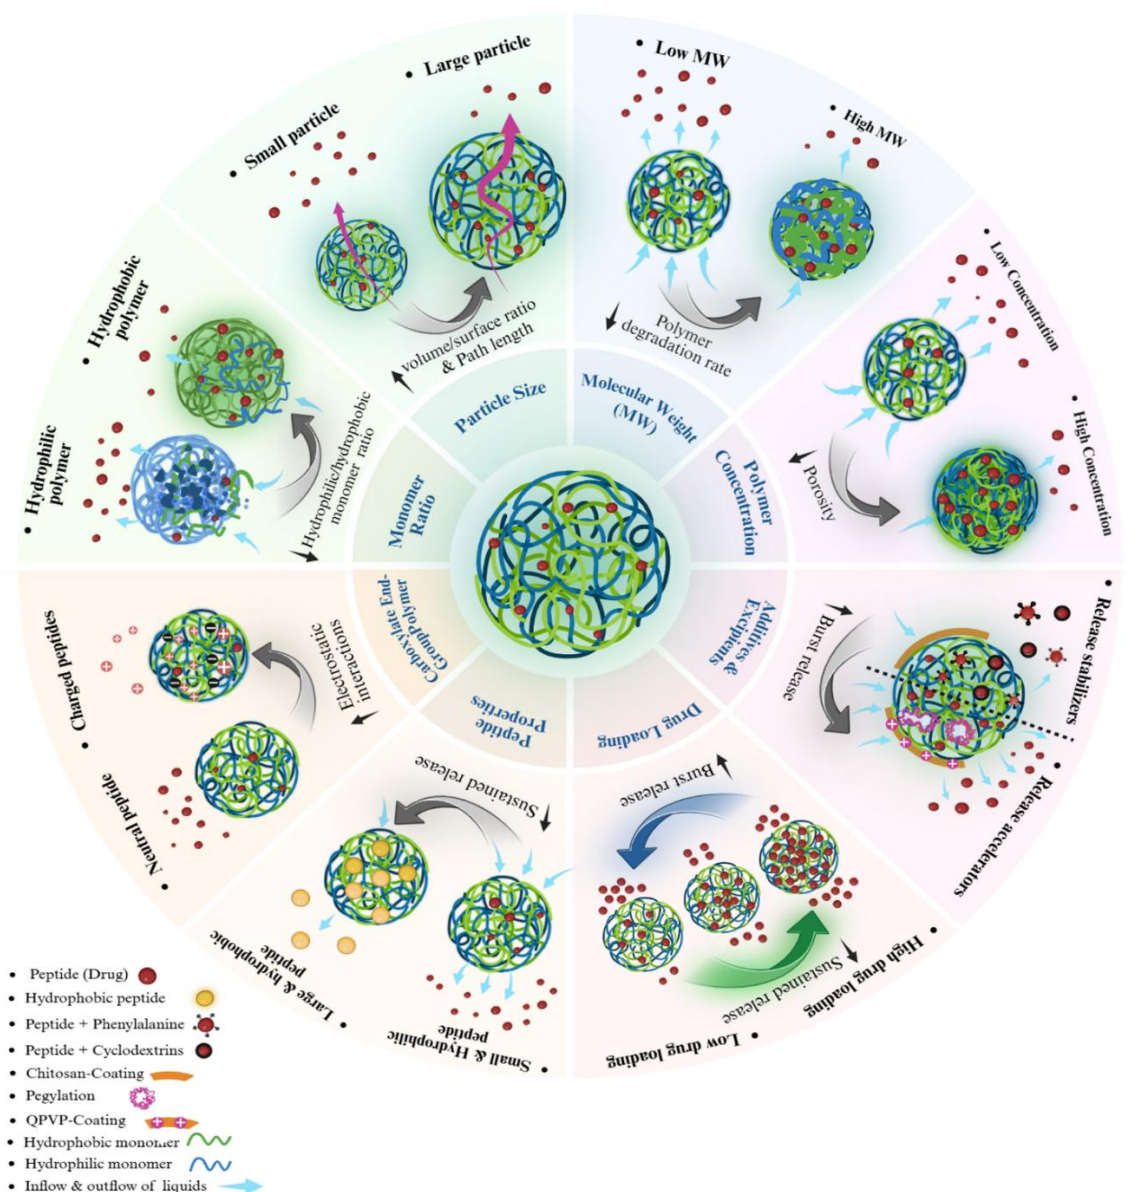 • Large particle
• Small particle
volume/surface ratio
& Path length
Particle Size
• Low MW
• High MW
Polymer
degradation rate
Molecular Weight
(MW)
• Low Concentration
• High Concentration
Porosity
Polymer
Concentration
• Release stabilizers
• Release accelerators
Burst release
Additives &
Excipients
• High drug loading
• Low drug loading
Burst release
Sustained release
Drug Loading
• Small & Hydrophilic
peptide
• Large & hydrophobic
peptide
Sustained release
Peptide
Properties
• Neutral peptide
• Charged peptides
Electrostatic
interactions
Carboxylate End-
GroupPolymer
• Hydrophilic
polymer
• Hydrophobic
polymer
Hydrophilic/hydrophobic
monomer ratio
Monomer
Ratio
• Peptide (Drug)
• Hydrophobic peptide
• Peptide + Phenylalanine
• Peptide + Cyclodextrins
• Chitosan-Coating
• Pegylation
• QPVP-Coating
• Hydrophobic monomer
• Hydrophilic monomer
• Inflow & outflow of liquids